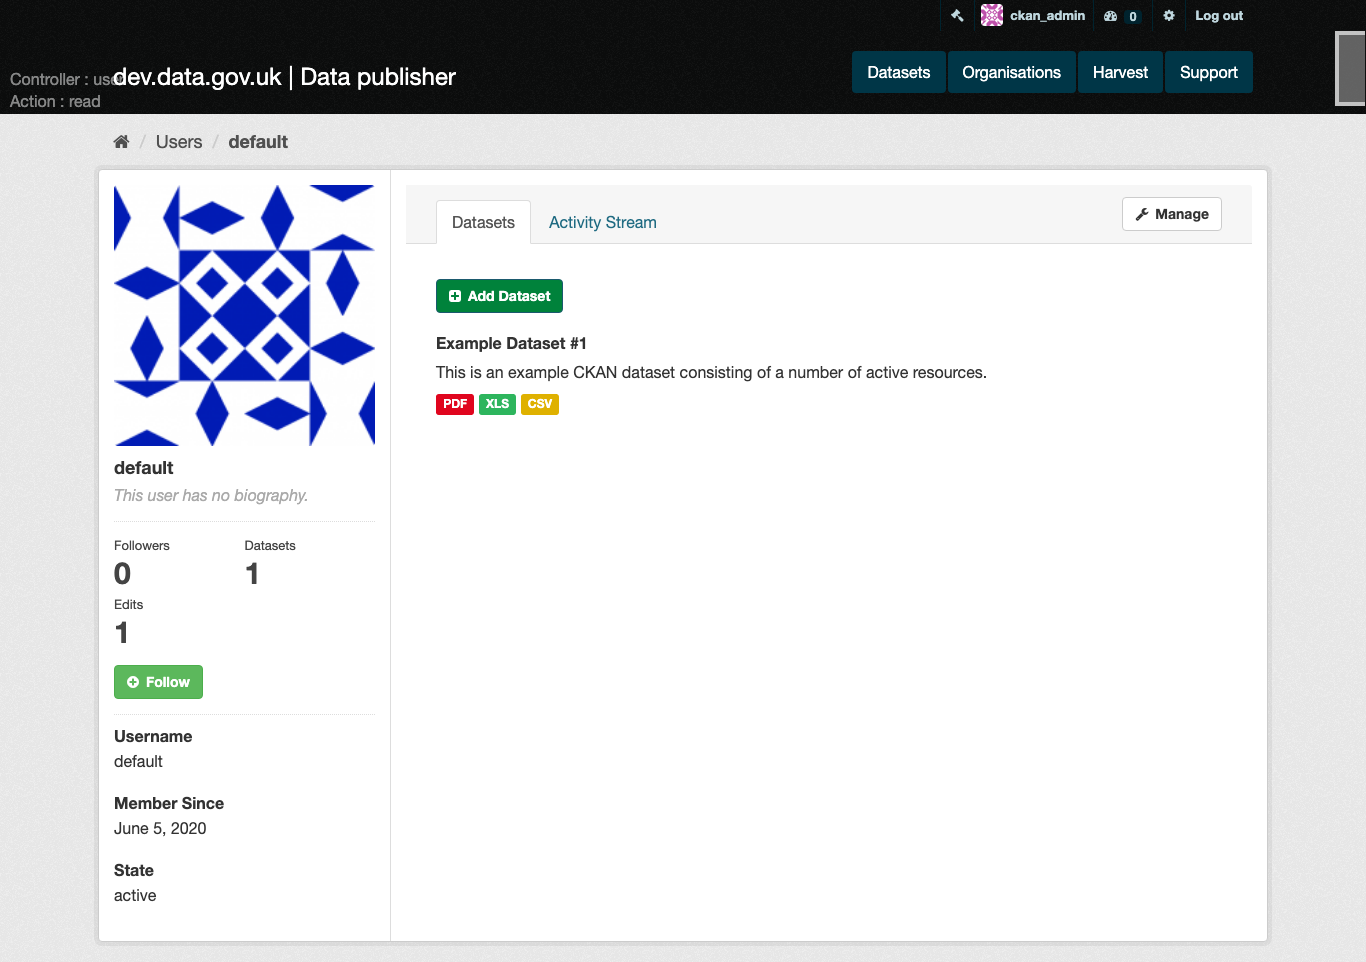 ckan_admin 0 Log out
dev.data.gov.uk | Data publisher
Controller : user
Action : read
Datasets Organisations Harvest Support
/ Users / default
Datasets Activity Stream Manage
Add Dataset
Example Dataset #1
This is an example CKAN dataset consisting of a number of active resources.
PDF XLS CSV
default
This user has no biography.
Followers Datasets
0 1
Edits
1
Follow
Username
default
Member Since
June 5, 2020
State
active